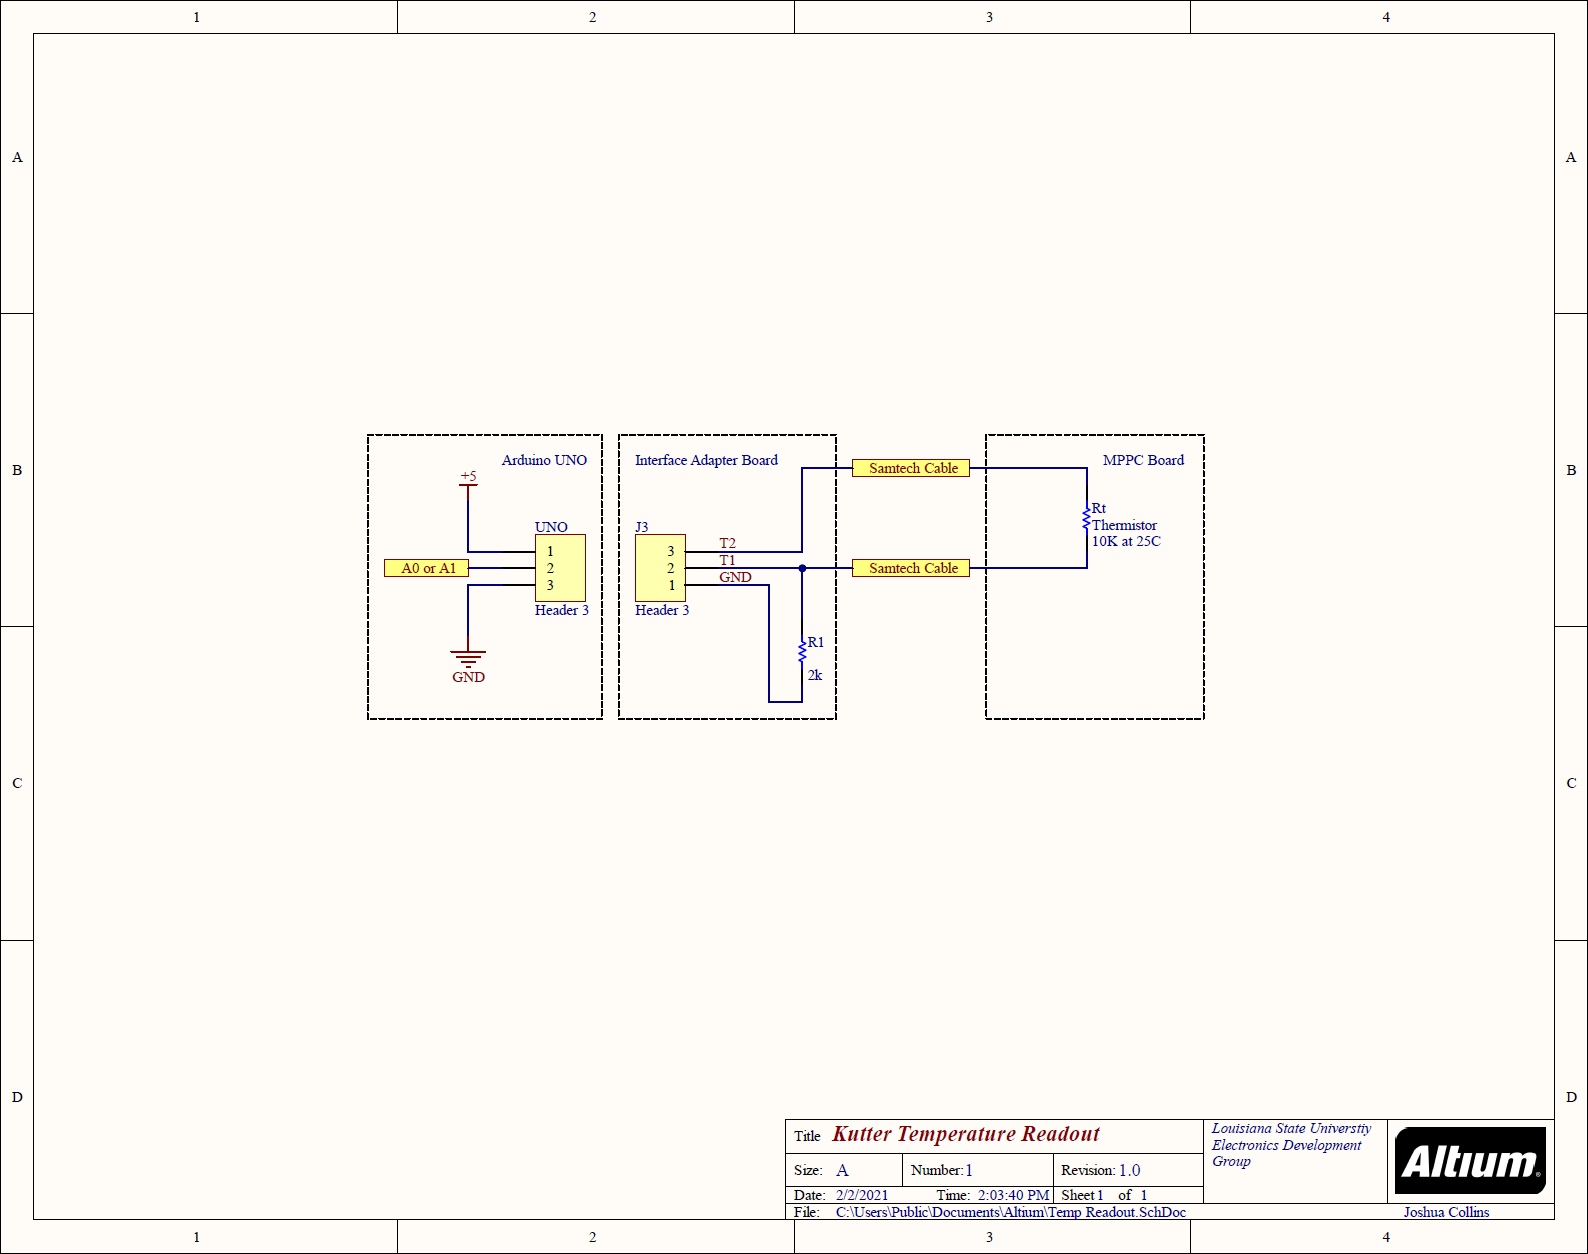 1 2 3 4
A A
B B
C C
D D
Arduino UNO
+5
UNO
1
A0 or A1 2
3
Header 3
GND
Interface Adapter Board
J3
3 T2
2 T1
1 GND
Header 3
R1
2k
Samtech Cable
Samtech Cable
MPPC Board
Rt
Thermistor
10K at 25C
Title Kutter Temperature Readout
Size: A Number:1 Revision: 1.0
Date: 2/2/2021 Time: 2:03:40 PM Sheet 1 of 1
File: C:\Users\Public\Documents\Altium\Temp Readout.SchDoc
Louisiana State Universtiy
Electronics Development
Group
Altium®
Joshua Collins
1 2 3 4